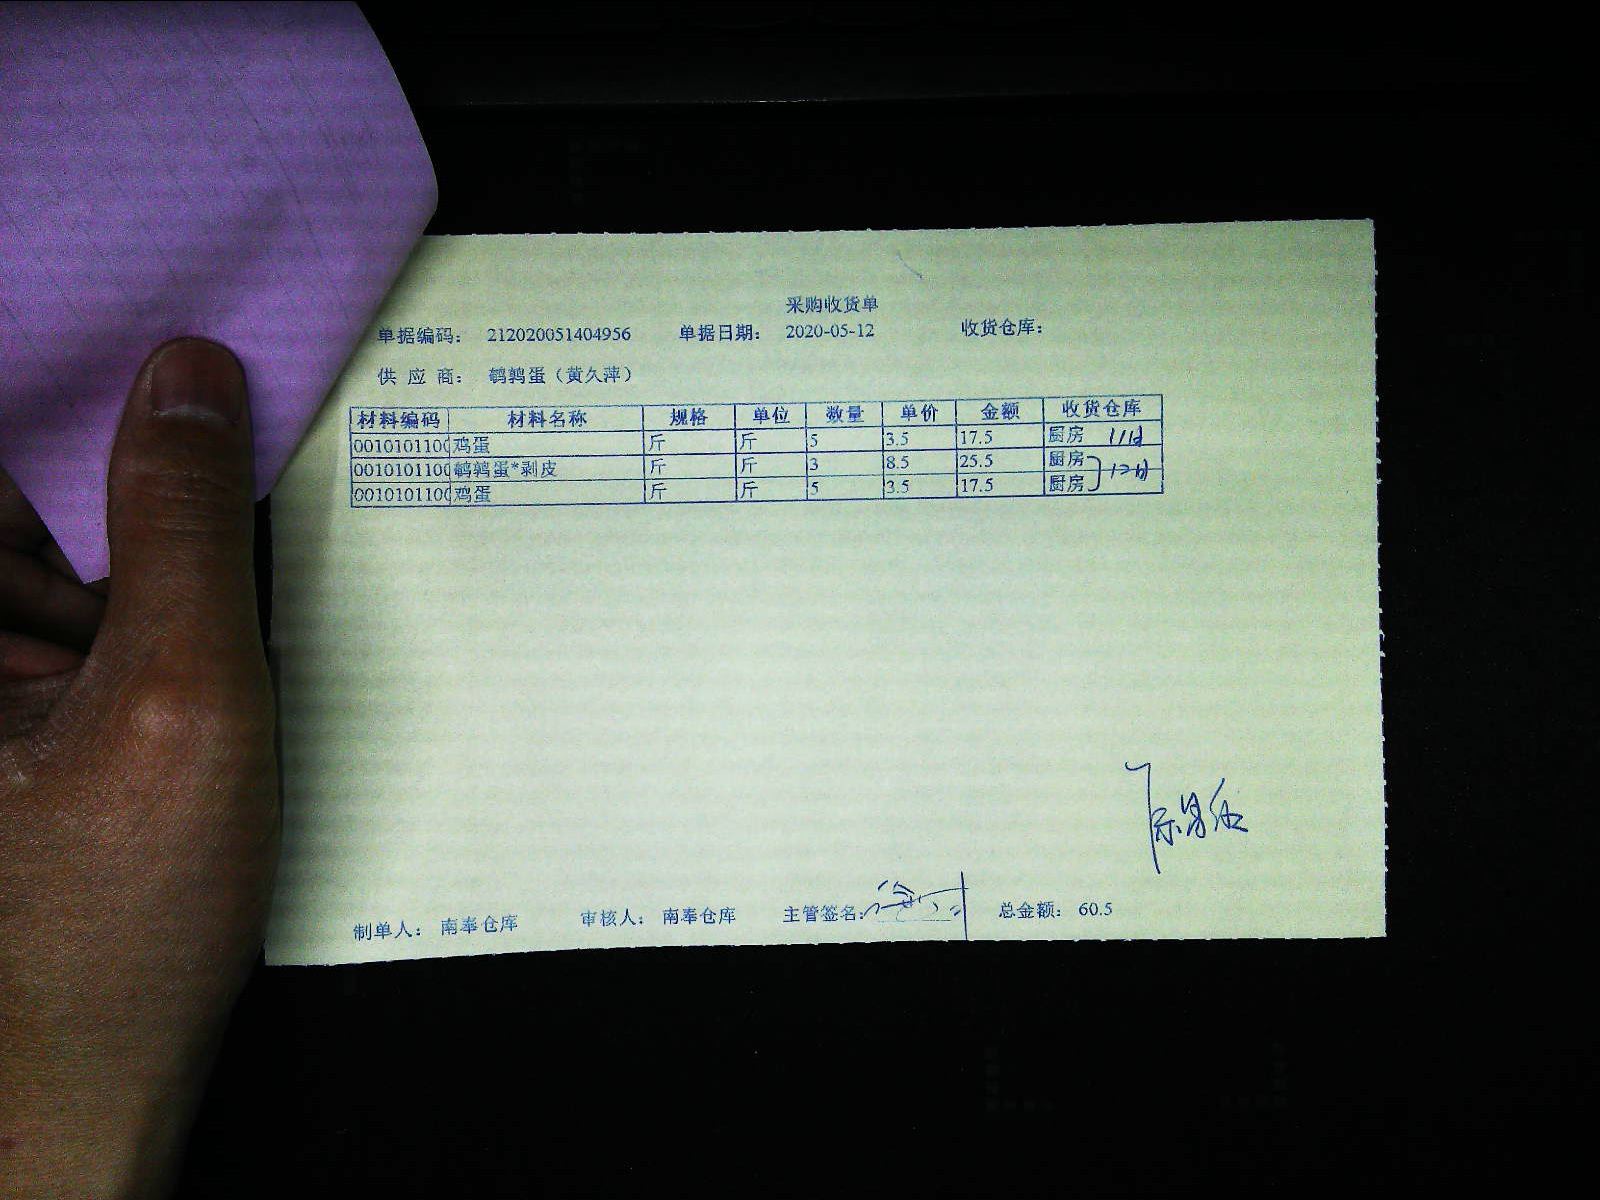 采购收货单
单据编码： 212020051404956 单据日期： 2020-05-12 收货仓库：
供 应 商： 鹌鹑蛋（黄久萍）
材料编码 材料名称 规格 单位 数量 单价 金额 收货仓库
0010101100 鸡蛋 斤 斤 5 3.5 17.5 厨房 11日
0010101100 鹌鹑蛋*剥皮 斤 斤 3 8.5 25.5 厨房 12日
0010101100 鸡蛋 斤 斤 5 3.5 17.5 厨房
制单人： 南奉仓库 审核人： 南奉仓库 主管签名： 总金额： 60.5